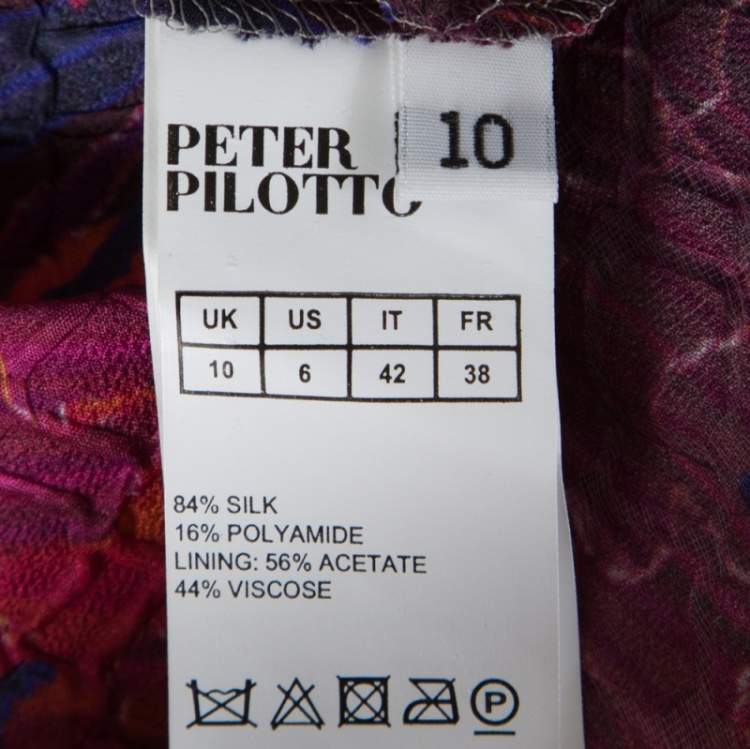 10
PETER
PILOTTO
UK US IT FR
10 6 42 38
84% SILK
16% POLYAMIDE
LINING: 56% ACETATE
44% VISCOSE
P